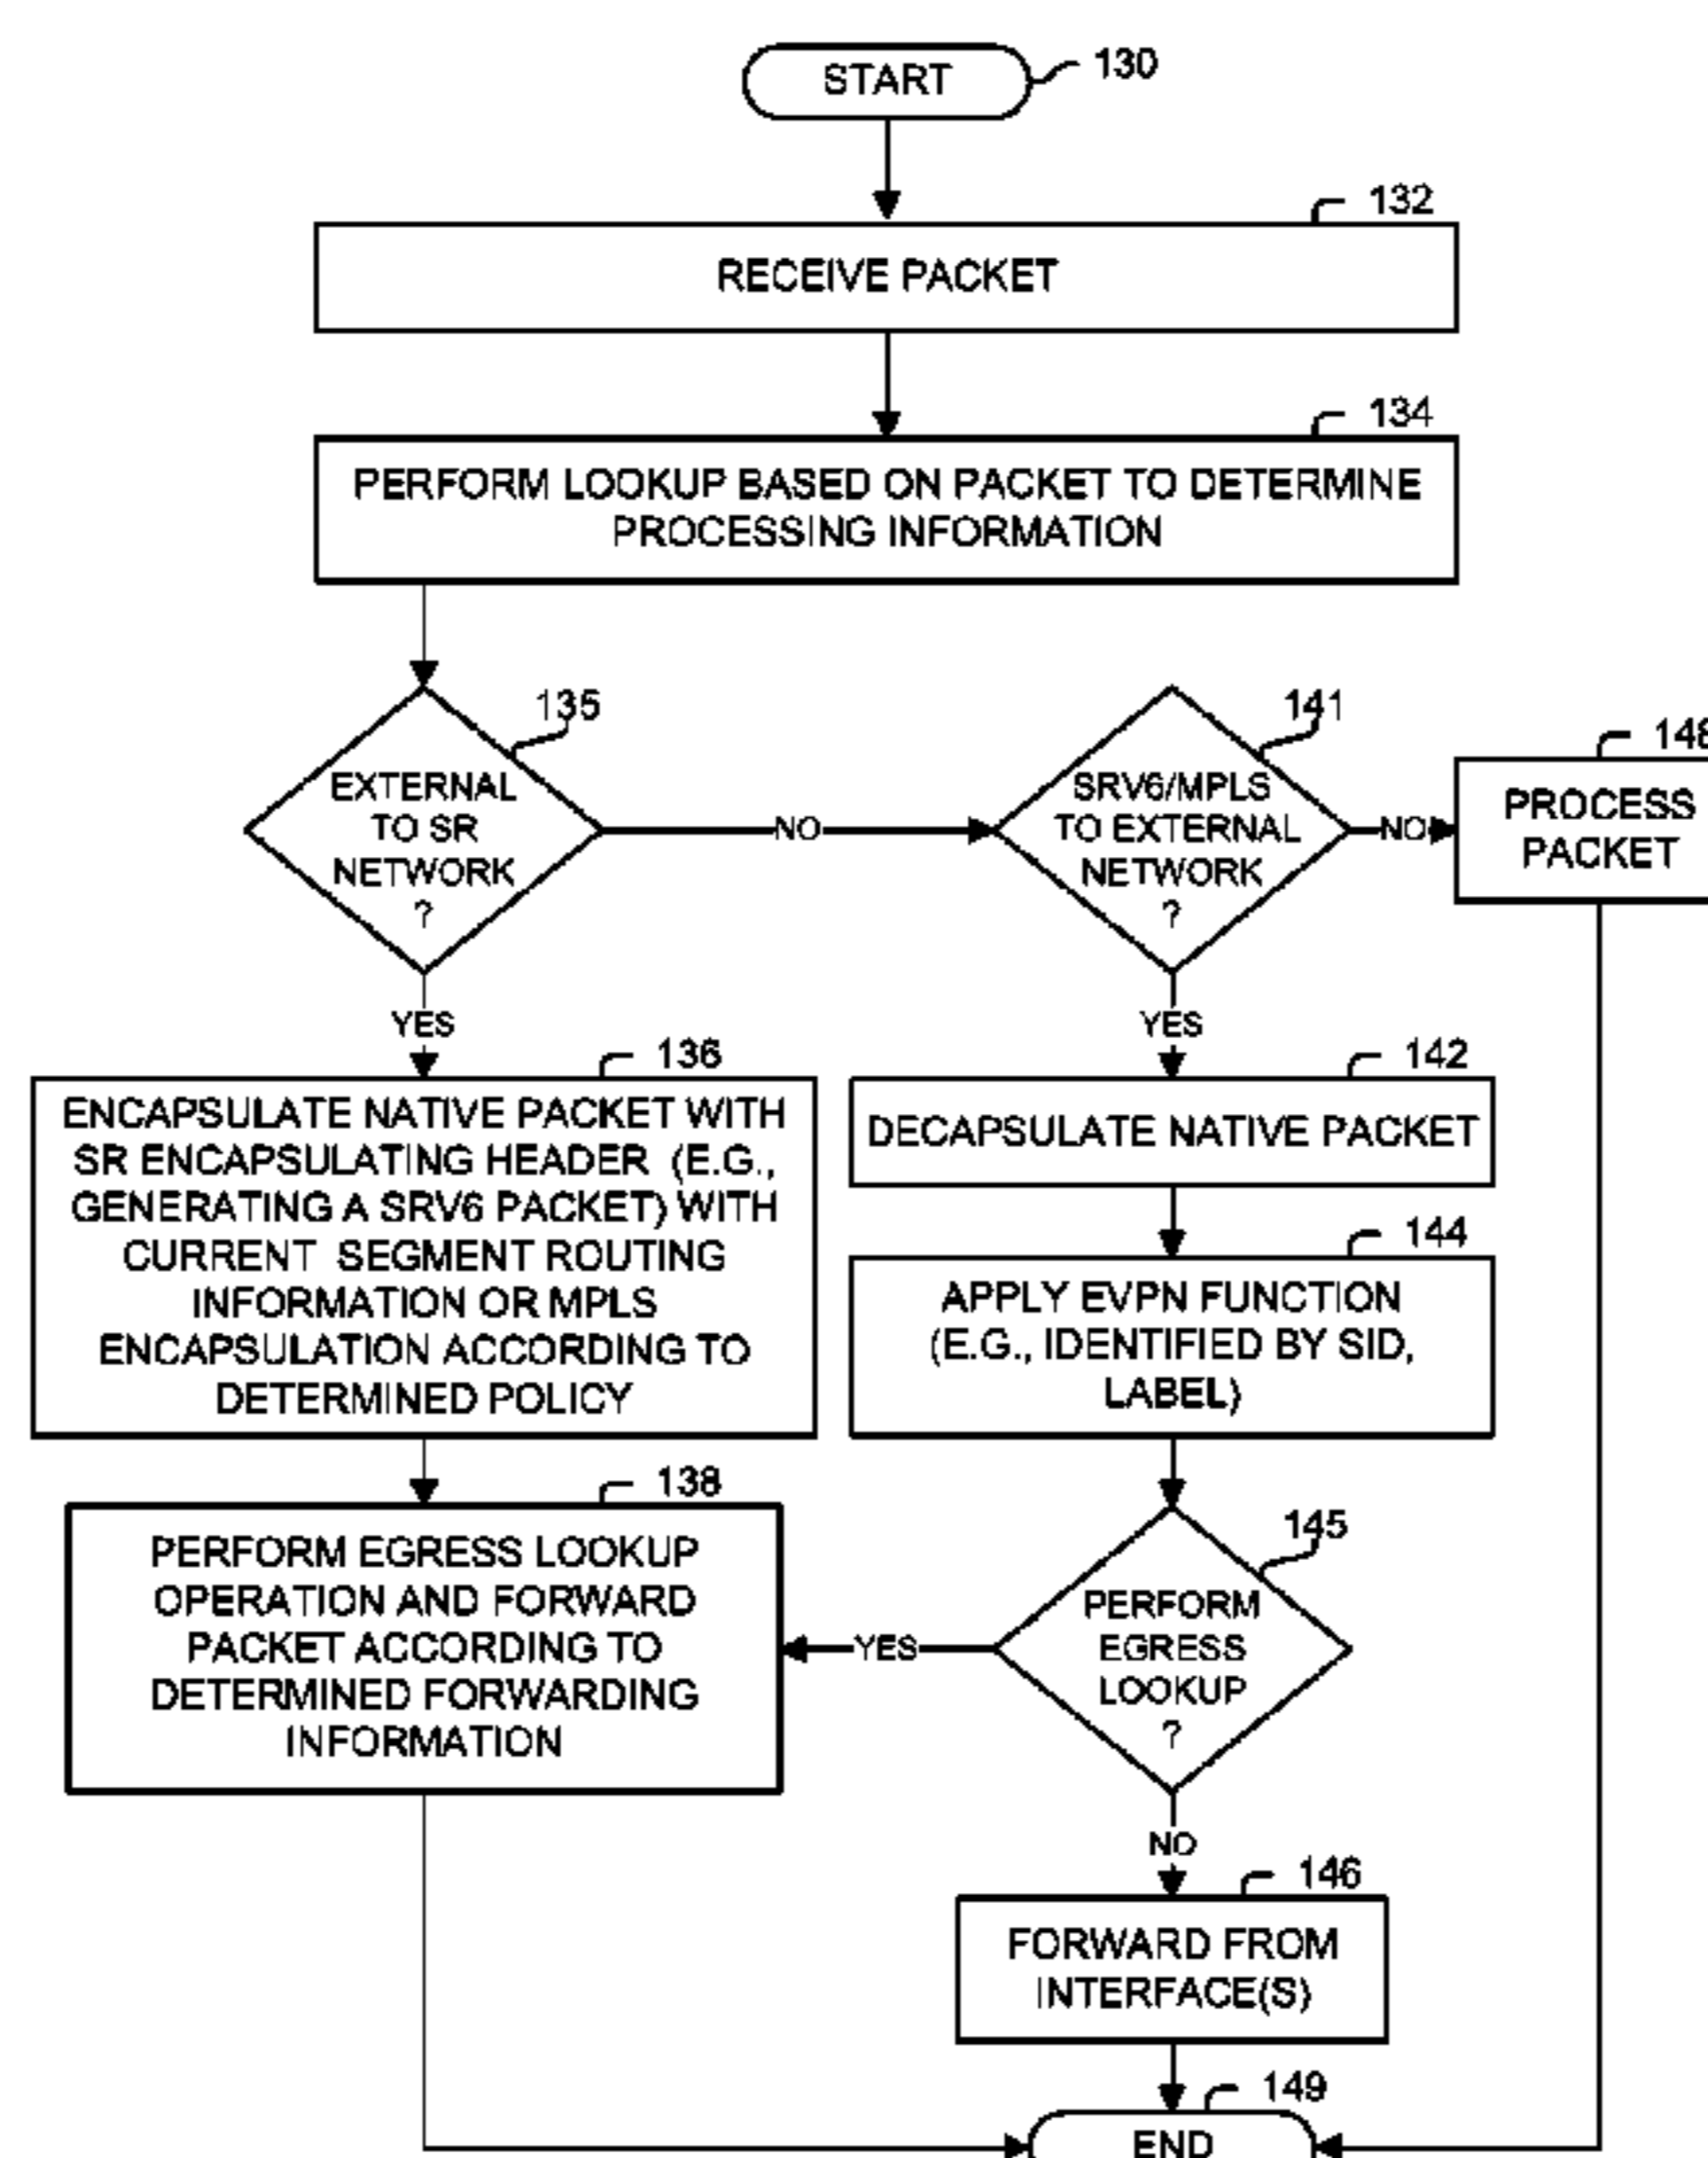 START
130
132
RECEIVE PACKET
134
PERFORM LOOKUP BASED ON PACKET TO DETERMINE
PROCESSING INFORMATION
135
EXTERNAL
TO SR
NETWORK
?
NO
141
SRV6/MPLS
TO EXTERNAL
NETWORK
?
NO
148
PROCESS
PACKET
YES
YES
136
ENCAPSULATE NATIVE PACKET WITH
SR ENCAPSULATING HEADER (E.G.,
GENERATING A SRV6 PACKET) WITH
CURRENT SEGMENT ROUTING
INFORMATION OR MPLS
ENCAPSULATION ACCORDING TO
DETERMINED POLICY
142
DECAPSULATE NATIVE PACKET
144
APPLY EVPN FUNCTION
(E.G., IDENTIFIED BY SID,
LABEL)
138
PERFORM EGRESS LOOKUP
OPERATION AND FORWARD
PACKET ACCORDING TO
DETERMINED FORWARDING
INFORMATION
145
PERFORM
EGRESS
LOOKUP
?
YES
NO
146
FORWARD FROM
INTERFACE(S)
149
END